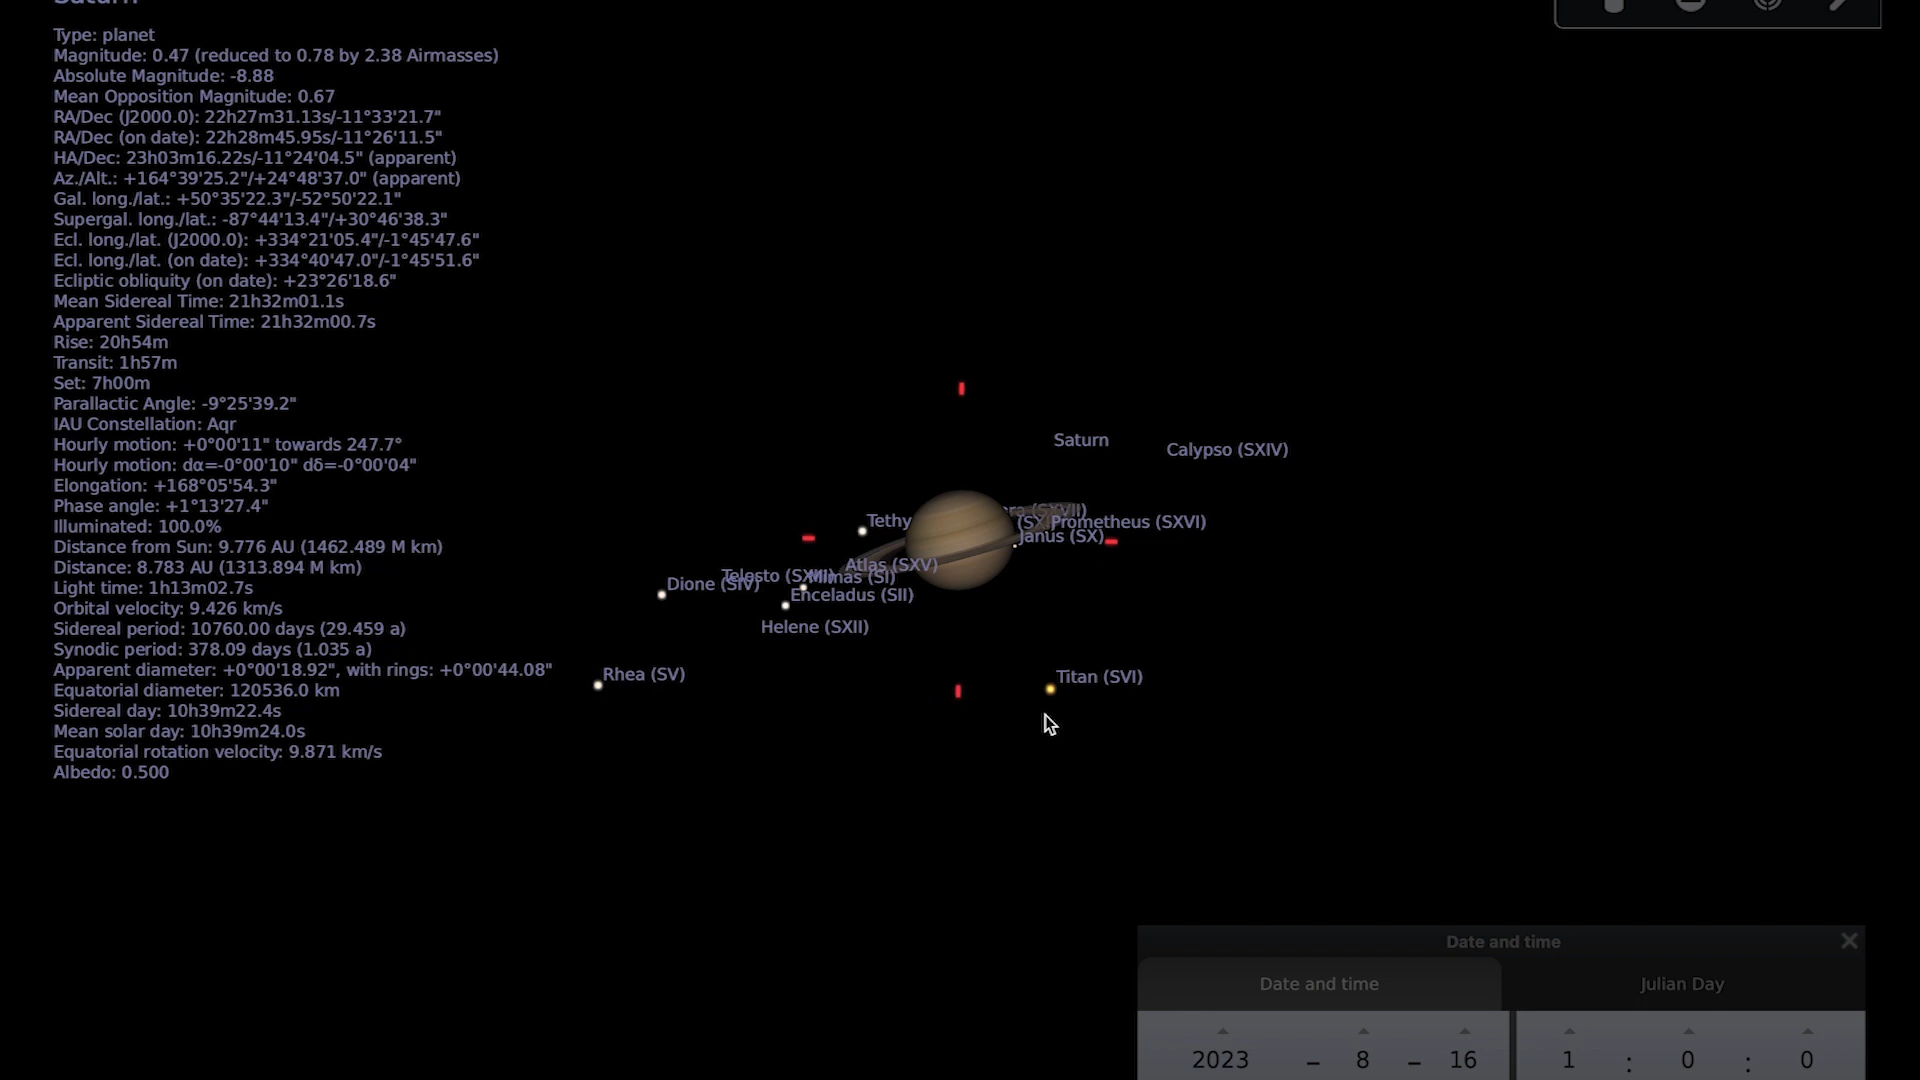 Saturn
Type: planet
Magnitude: 0.47 (reduced to 0.78 by 2.38 Airmasses)
Absolute Magnitude: -8.88
Mean Opposition Magnitude: 0.67
RA/Dec (J2000.0): 22h27m31.13s/-11°33'21.7"
RA/Dec (on date): 22h28m45.95s/-11°26'11.5"
HA/Dec: 23h03m16.22s/-11°24'04.5" (apparent)
Az./Alt.: +164°39'25.2"/+24°48'37.0" (apparent)
Gal. long./lat.: +50°35'22.3"/-52°50'22.1"
Supergal. long./lat.: -87°44'13.4"/+30°46'38.3"
Ecl. long./lat. (J2000.0): +334°21'05.4"/-1°45'47.6"
Ecl. long./lat. (on date): +334°40'47.0"/-1°45'51.6"
Ecliptic obliquity (on date): +23°26'18.6"
Mean Sidereal Time: 21h32m01.1s
Apparent Sidereal Time: 21h32m00.7s
Rise: 20h54m
Transit: 1h57m
Set: 7h00m
Parallactic Angle: -9°25'39.2"
IAU Constellation: Aqr
Hourly motion: +0°00'11" towards 247.7°
Hourly motion: dα=-0°00'10" dδ=-0°00'04"
Elongation: +168°05'54.3"
Phase angle: +1°13'27.4"
Illuminated: 100.0%
Distance from Sun: 9.776 AU (1462.489 M km)
Distance: 8.783 AU (1313.894 M km)
Light time: 1h13m02.7s
Orbital velocity: 9.426 km/s
Sidereal period: 10760.00 days (29.459 a)
Synodic period: 378.09 days (1.035 a)
Apparent diameter: +0°00'18.92", with rings: +0°00'44.08"
Equatorial diameter: 120536.0 km
Sidereal day: 10h39m22.4s
Mean solar day: 10h39m24.0s
Equatorial rotation velocity: 9.871 km/s
Albedo: 0.500
Saturn
Calypso (SXIV)
(SXVII)
Tethy
Prometheus (SXVI)
Janus (SX)
Atlas (SXV)
Telesto
Mimas (SI)
Dione (SIV)
Enceladus (SII)
Helene (SXII)
Rhea (SV)
Titan (SVI)
Date and time
Date and time
Julian Day
2023 – 8 – 16 1 : 0 : 0